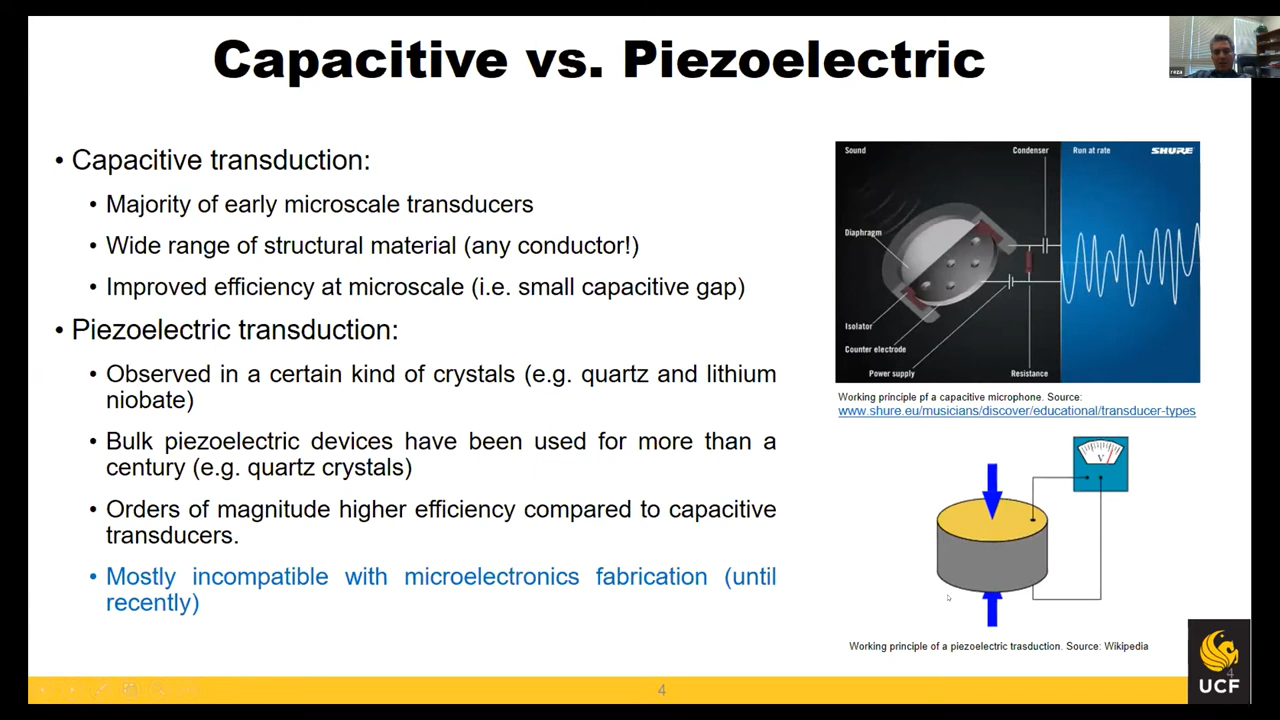 Capacitive vs. Piezoelectric
reza
• Capacitive transduction:
• Majority of early microscale transducers
• Wide range of structural material (any conductor!)
• Improved efficiency at microscale (i.e. small capacitive gap)
• Piezoelectric transduction:
• Observed in a certain kind of crystals (e.g. quartz and lithium
niobate)
• Bulk piezoelectric devices have been used for more than a
century (e.g. quartz crystals)
• Orders of magnitude higher efficiency compared to capacitive
transducers.
• Mostly incompatible with microelectronics fabrication (until
recently)
Sound
Condenser
Run at rate
SHURE
Diaphragm
Isolator
Counter electrode
Power supply
Resistance
Working principle pf a capacitive microphone. Source:
www.shure.eu/musicians/discover/educational/transducer-types
V
Working principle of a piezoelectric trasduction. Source: Wikipedia
4
4
UCF